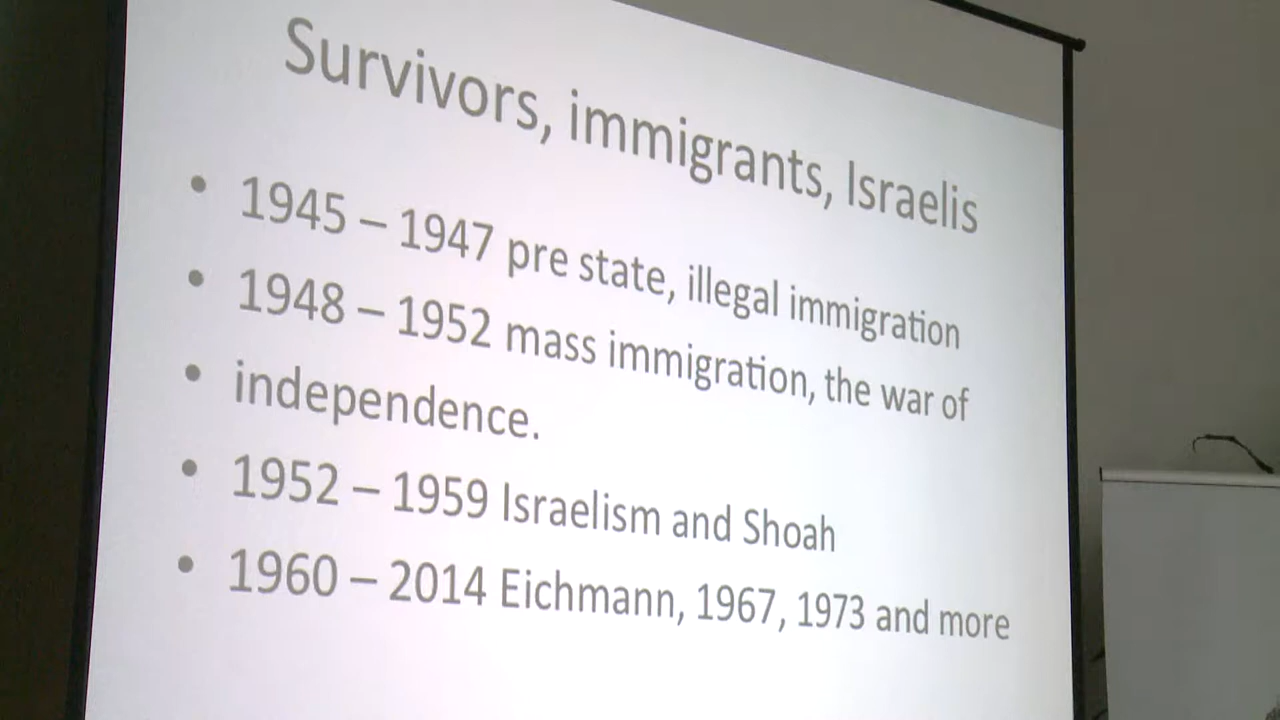 Survivors, immigrants, Israelis
• 1945 – 1947 pre state, illegal immigration
• 1948 – 1952 mass immigration, the war of
• independence.
• 1952 – 1959 Israelism and Shoah
• 1960 – 2014 Eichmann, 1967, 1973 and more